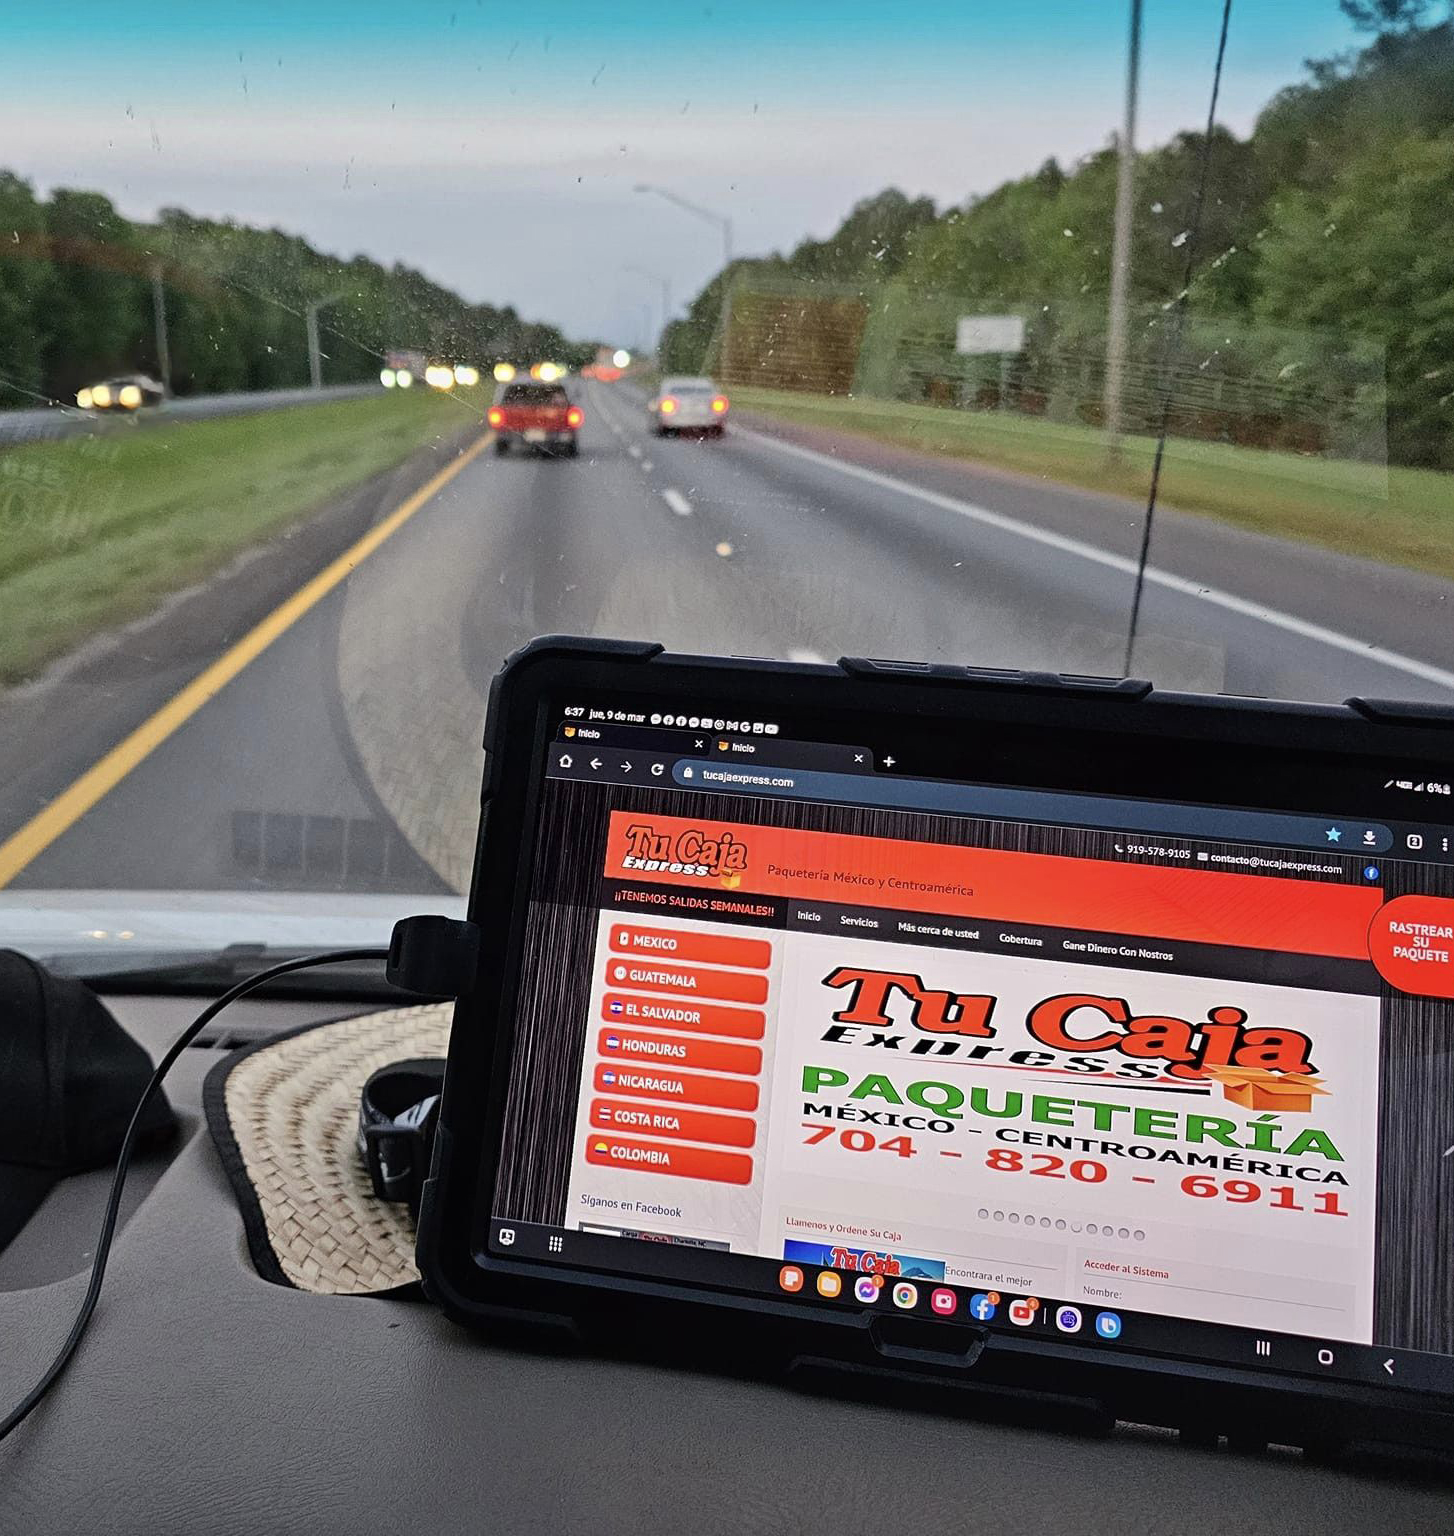 6:37 jue, 9 de mar
6%
Inicio
Inicio
tucajaexpress.com
Tu Caja
Express
Paquetería México y Centroamérica
919-578-9105 contacto@tucajaexpress.com
¡¡TENEMOS SALIDAS SEMANALES!!
Inicio Servicios Más cerca de usted Cobertura Gane Dinero Con Nostros
RASTREAR
SU
PAQUETE
MEXICO
GUATEMALA
EL SALVADOR
HONDURAS
NICARAGUA
COSTA RICA
COLOMBIA
Síganos en Facebook
Tu Caja
Express
PAQUETERÍA
MÉXICO - CENTROAMÉRICA
704 - 820 - 6911
Llamenos y Ordene Su Caja
Tu Caja
Encontrara el mejor
Acceder al Sistema
Nombre: